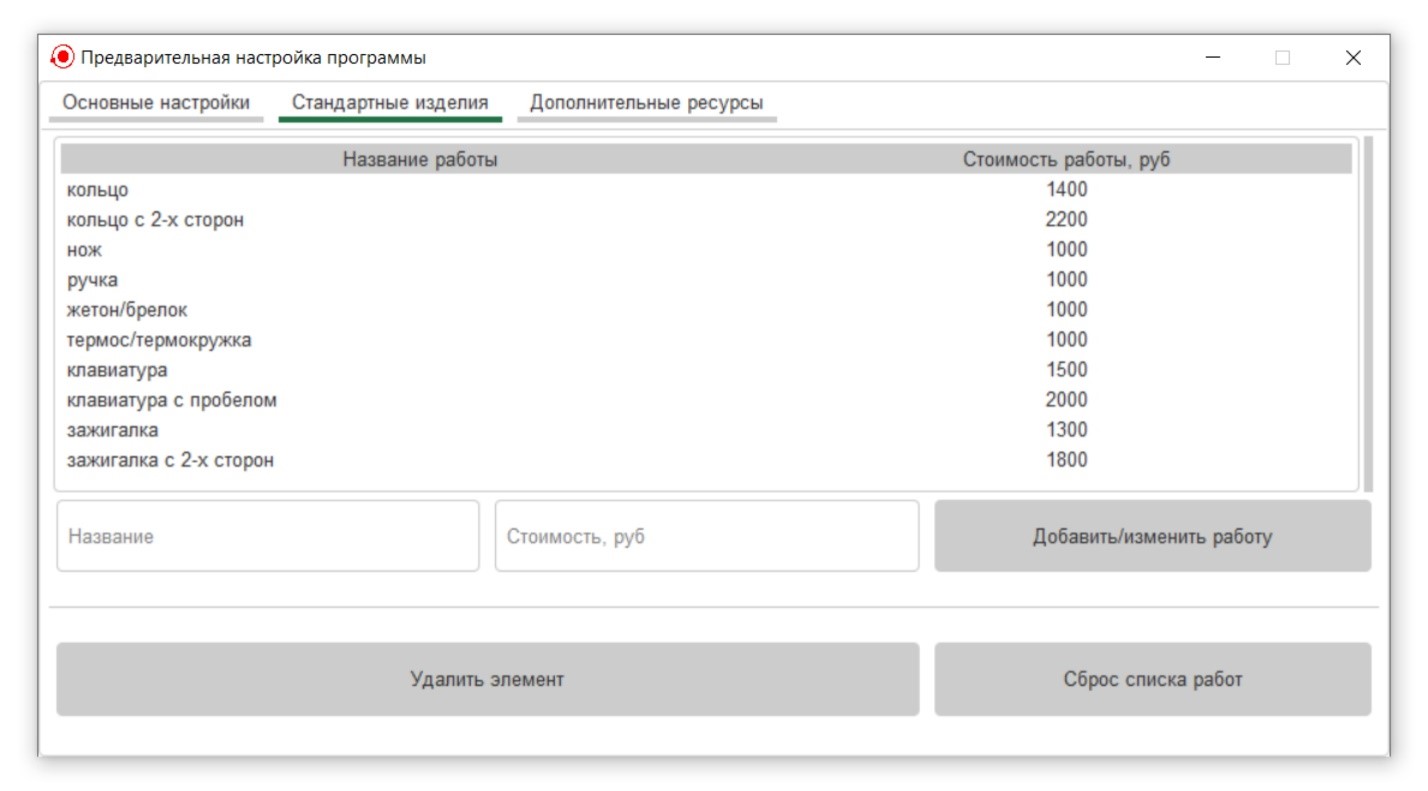 Предварительная настройка программы
Основные настройки Стандартные изделия Дополнительные ресурсы
Название работы Стоимость работы, руб
кольцо 1400
кольцо с 2-х сторон 2200
нож 1000
ручка 1000
жетон/брелок 1000
термос/термокружка 1000
клавиатура 1500
клавиатура с пробелом 2000
зажигалка 1300
зажигалка с 2-х сторон 1800
Название Стоимость, руб Добавить/изменить работу
Удалить элемент Сброс списка работ